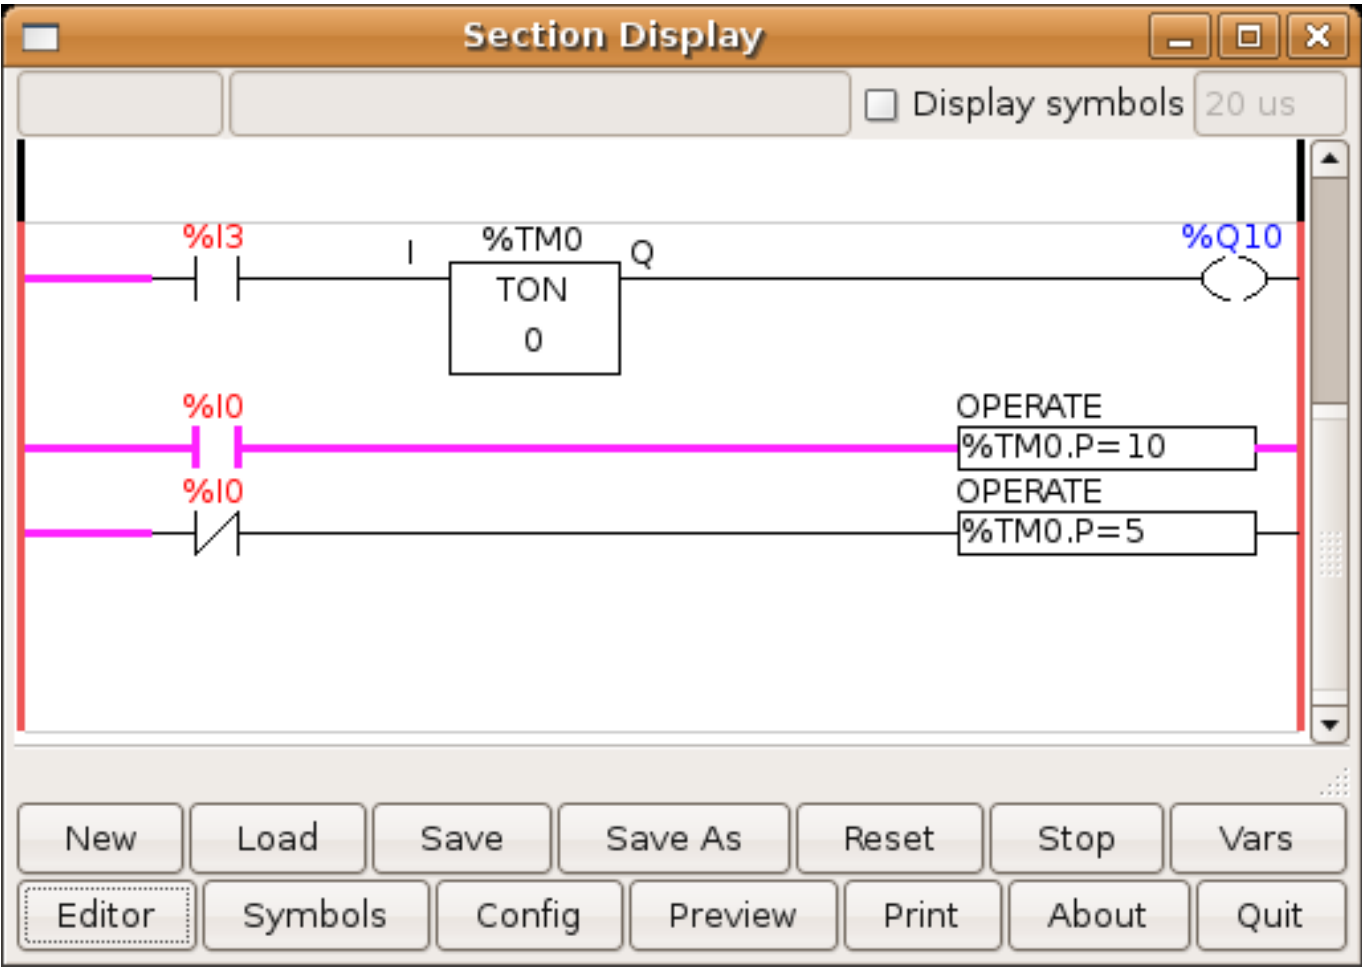 Section Display
Display symbols 20 us
%I3 I %TM0 Q %Q10
TON
0
%I0 OPERATE
%TM0.P=10
%I0 OPERATE
%TM0.P=5
New Load Save Save As Reset Stop Vars
Editor Symbols Config Preview Print About Quit